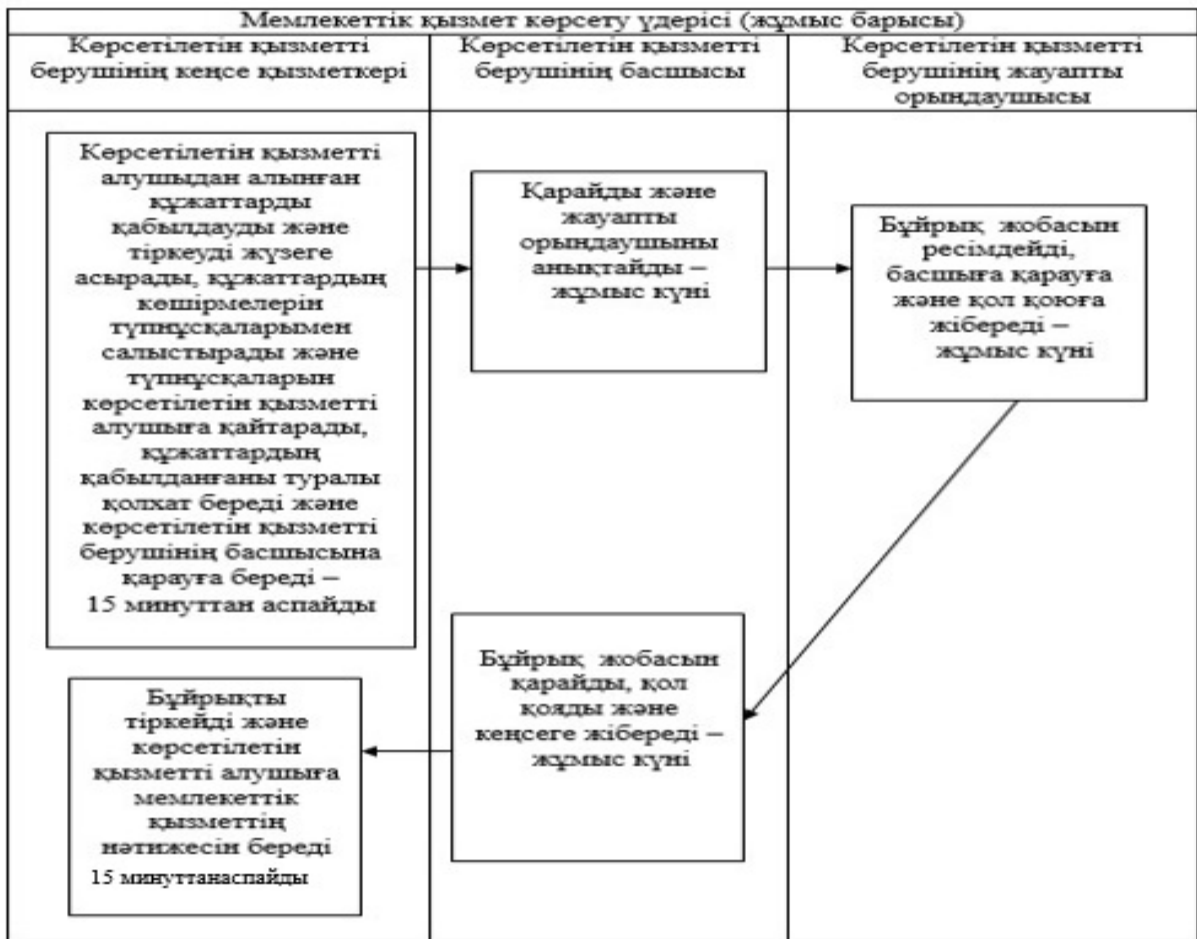 Мемлекеттік қызмет көрсету үдерісі (жұмыс барысы)
Көрсетілетін қызметті
берушінің кеңсе қызметкері
Көрсетілетін қызметті
берушінің басшысы
Көрсетілетін қызметті
берушінің жауапты
орындаушысы
Көрсетілетін қызметті
алушыдан алынған
құжаттарды
қабылдауды және
тіркеуді жүзеге
асырады, құжаттардың
көшірмелерін
түпнұсқаларымен
салыстырады және
түпнұсқаларын
көрсетілетін қызметті
алушыға қайтарады,
құжаттардың
қабылданғаны туралы
қолхат береді және
көрсетілетін қызметті
берушінің басшысына
қарауға береді –
15 минуттан аспайды
Қарайды және
жауапты
орындаушыны
анықтайды –
жұмыс күні
Бұйрық жобасын
ресімдейді,
басшыға қарауға
және қол қоюға
жібереді –
жұмыс күні
Бұйрық жобасын
қарайды, қол
қояды және
кеңсеге жібереді –
жұмыс күні
Бұйрықты
тіркейді және
көрсетілетін
қызметті алушыға
мемлекеттік
қызметтің
нәтижесін береді
15 минуттанаспайды